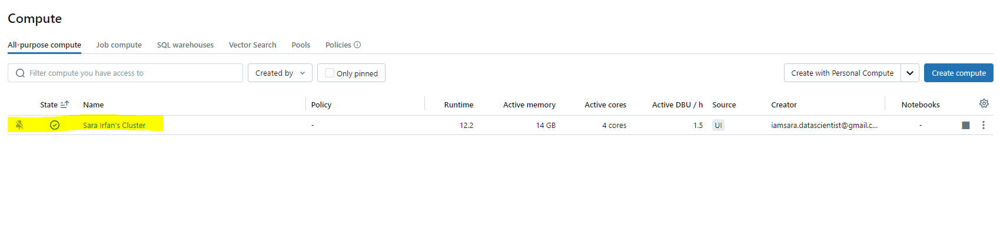 Compute
All-purpose compute Job compute SQL warehouses Vector Search Pools Policies
Filter compute you have access to Created by Only pinned Create with Personal Compute Create compute
State Name Policy Runtime Active memory Active cores Active DBU / h Source Creator Notebooks
Sara Irfan's Cluster - 12.2 14 GB 4 cores 1.5 UI iamsara.datascientist@gmail.c... -